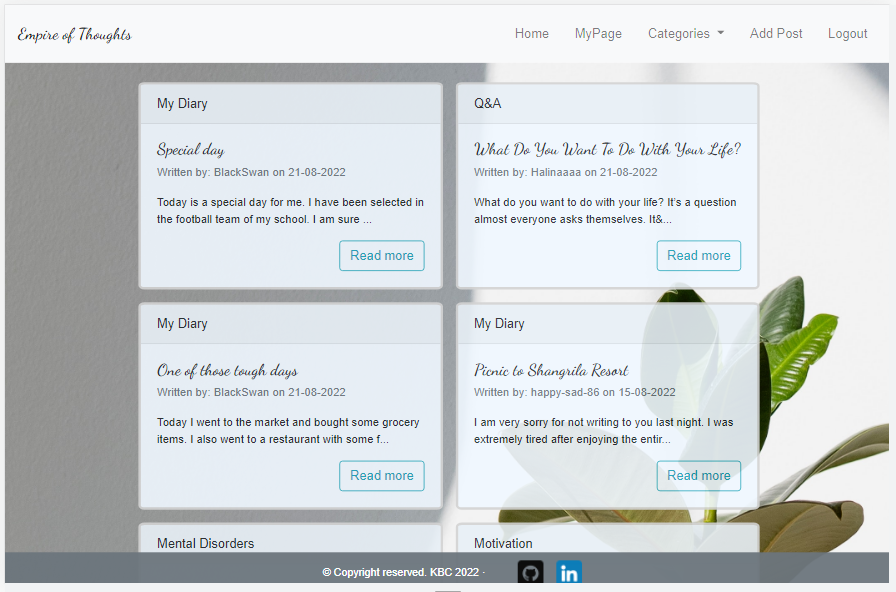 Empire of Thoughts
Home MyPage Categories Add Post Logout
My Diary
Special day
Written by: BlackSwan on 21-08-2022
Today is a special day for me. I have been selected in
the football team of my school. I am sure ...
Read more
Q&A
What Do You Want To Do With Your Life?
Written by: Halinaaaa on 21-08-2022
What do you want to do with your life? It's a question
almost everyone asks themselves. It&...
Read more
My Diary
One of those tough days
Written by: BlackSwan on 21-08-2022
Today I went to the market and bought some grocery
items. I also went to a restaurant with some f...
Read more
My Diary
Picnic to Shangrila Resort
Written by: happy-sad-86 on 15-08-2022
I am very sorry for not writing to you last night. I was
extremely tired after enjoying the entir...
Read more
Mental Disorders
Motivation
© Copyright reserved. KBC 2022 -
in